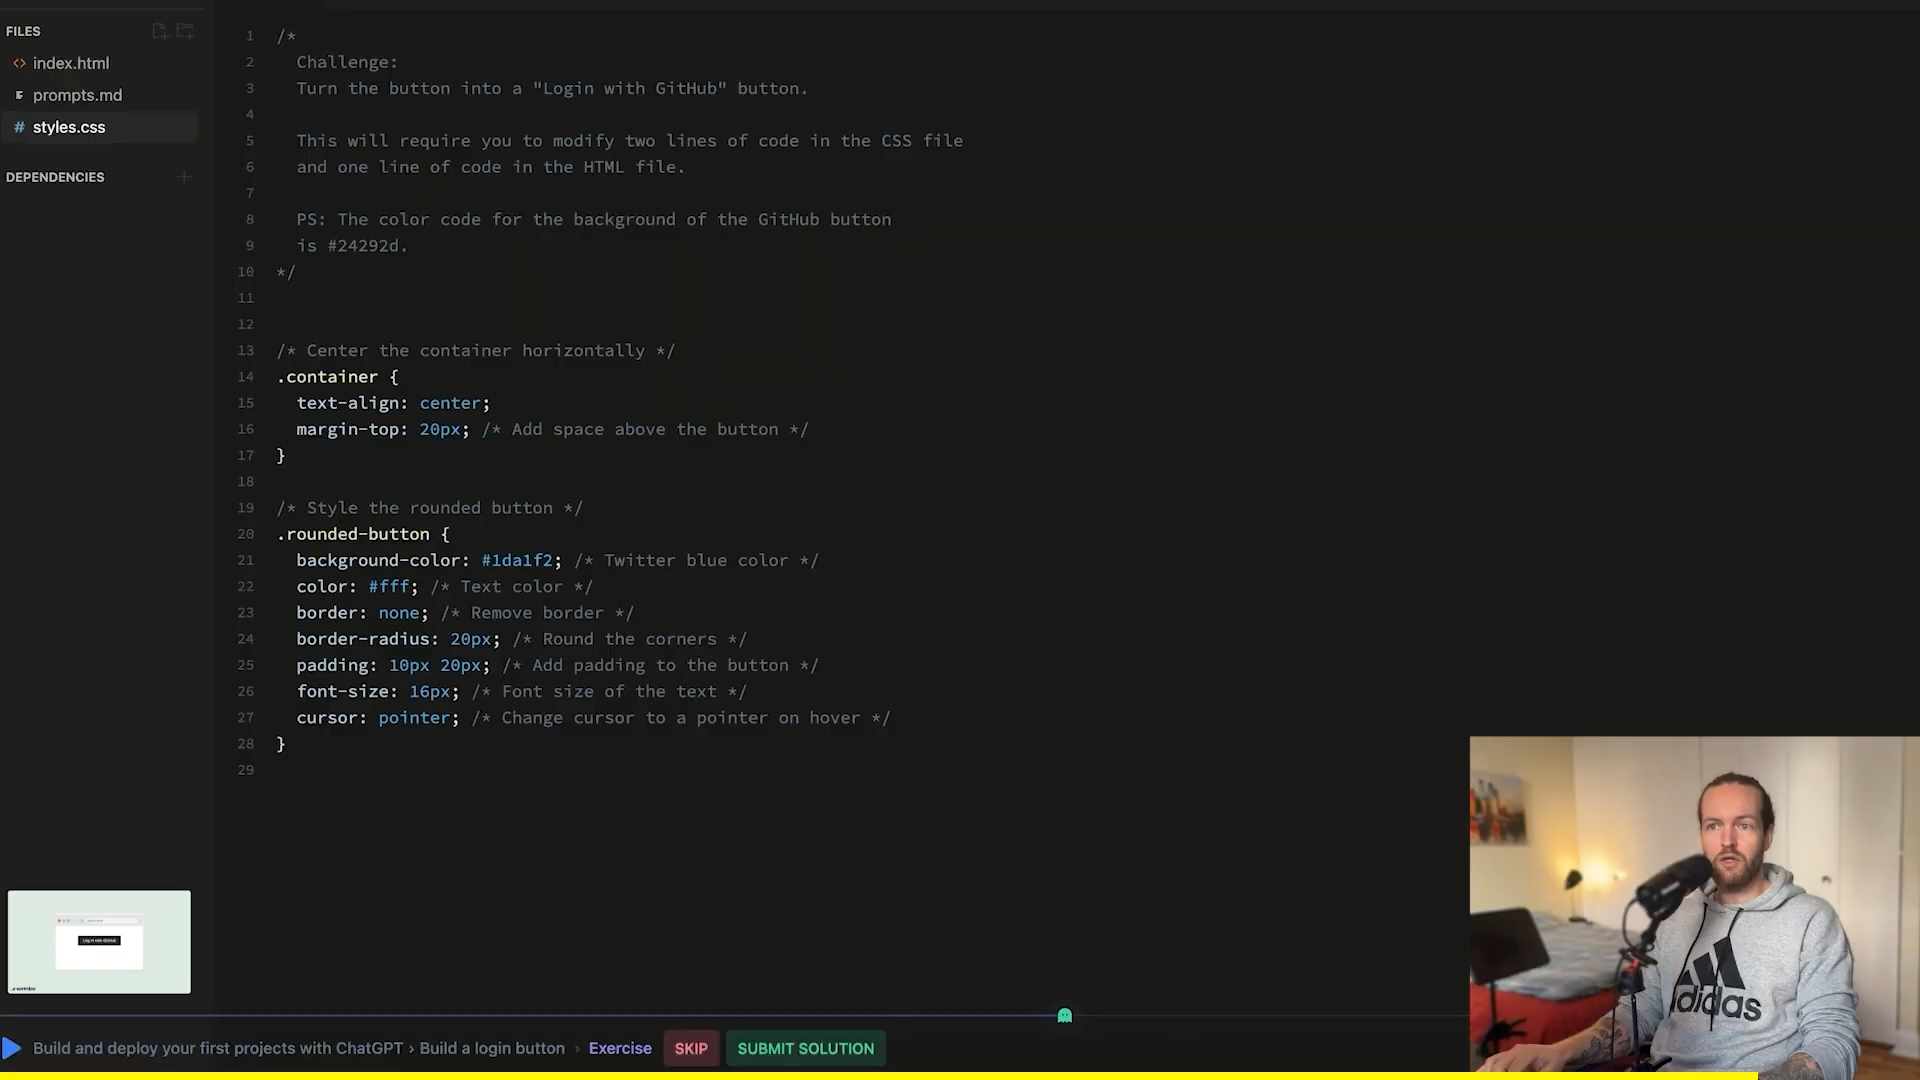 FILES
index.html
prompts.md
styles.css
DEPENDENCIES
1 /*
2 Challenge:
3 Turn the button into a "Login with GitHub" button.
4
5 This will require you to modify two lines of code in the CSS file
6 and one line of code in the HTML file.
7
8 PS: The color code for the background of the GitHub button
9 is #24292d.
10 */
11
12
13 /* Center the container horizontally */
14 .container {
15 text-align: center;
16 margin-top: 20px; /* Add space above the button */
17 }
18
19 /* Style the rounded button */
20 .rounded-button {
21 background-color: #1da1f2; /* Twitter blue color */
22 color: #fff; /* Text color */
23 border: none; /* Remove border */
24 border-radius: 20px; /* Round the corners */
25 padding: 10px 20px; /* Add padding to the button */
26 font-size: 16px; /* Font size of the text */
27 cursor: pointer; /* Change cursor to a pointer on hover */
28 }
29
Log in with GitHub
adidas
Build and deploy your first projects with ChatGPT › Build a login button › Exercise SKIP SUBMIT SOLUTION